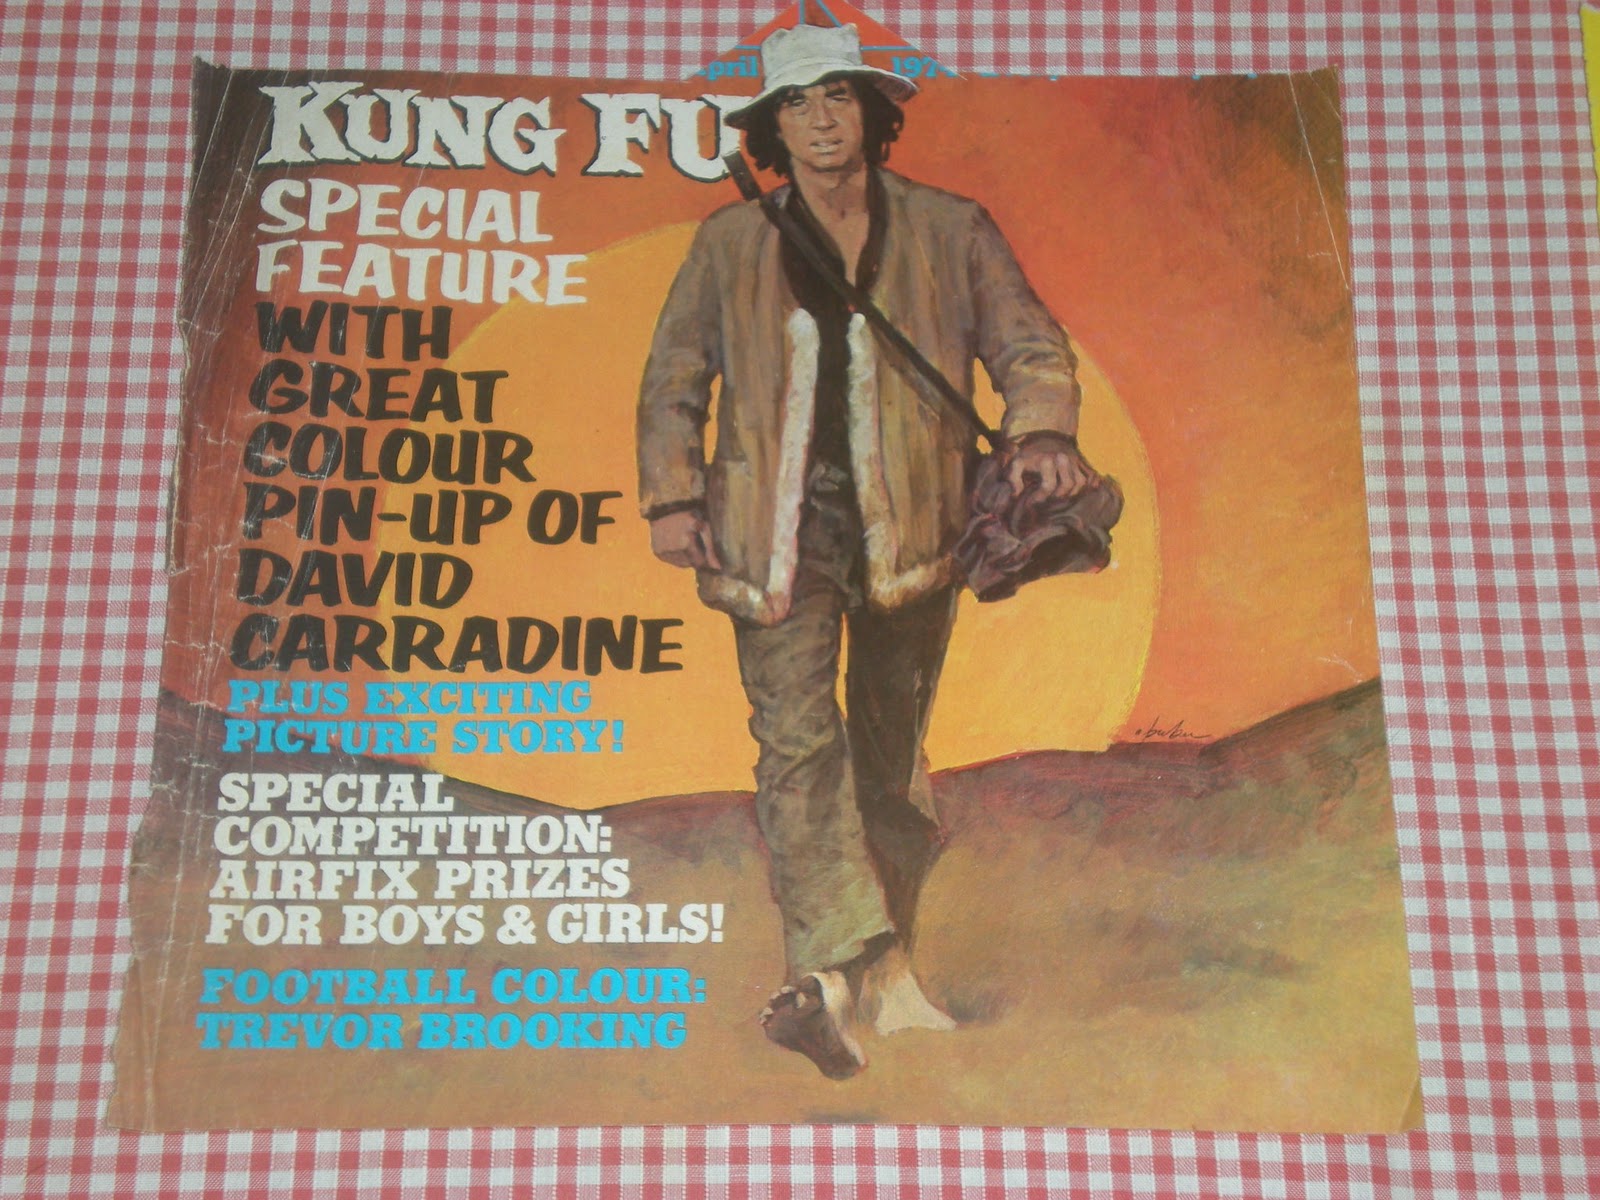 April
KUNG FU
SPECIAL
FEATURE
WITH
GREAT
COLOUR
PIN-UP OF
DAVID
CARRADINE
PLUS EXCITING
PICTURE STORY!
SPECIAL
COMPETITION:
AIRFIX PRIZES
FOR BOYS & GIRLS!
FOOTBALL COLOUR:
TREVOR BROOKING